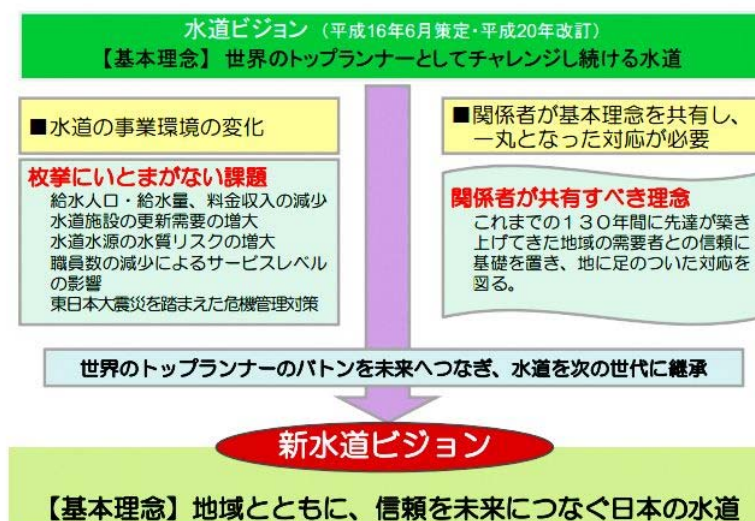 水道ビジョン（平成16年6月策定・平成20年改訂）
【基本理念】世界のトップランナーとしてチャレンジし続ける水道
■水道の事業環境の変化
枚挙にいとまがない課題
給水人口・給水量、料金収入の減少
水道施設の更新需要の増大
水道水源の水質リスクの増大
職員数の減少によるサービスレベル
の影響
東日本大震災を踏まえた危機管理対策
■関係者が基本理念を共有し、
一丸となった対応が必要
関係者が共有すべき理念
これまでの１３０年間に先達が築き
上げてきた地域の需要者との信頼に
基礎を置き、地に足のついた対応を
図る。
世界のトップランナーのバトンを未来へつなぎ、水道を次の世代に継承
新水道ビジョン
【基本理念】地域とともに、信頼を未来につなぐ日本の水道